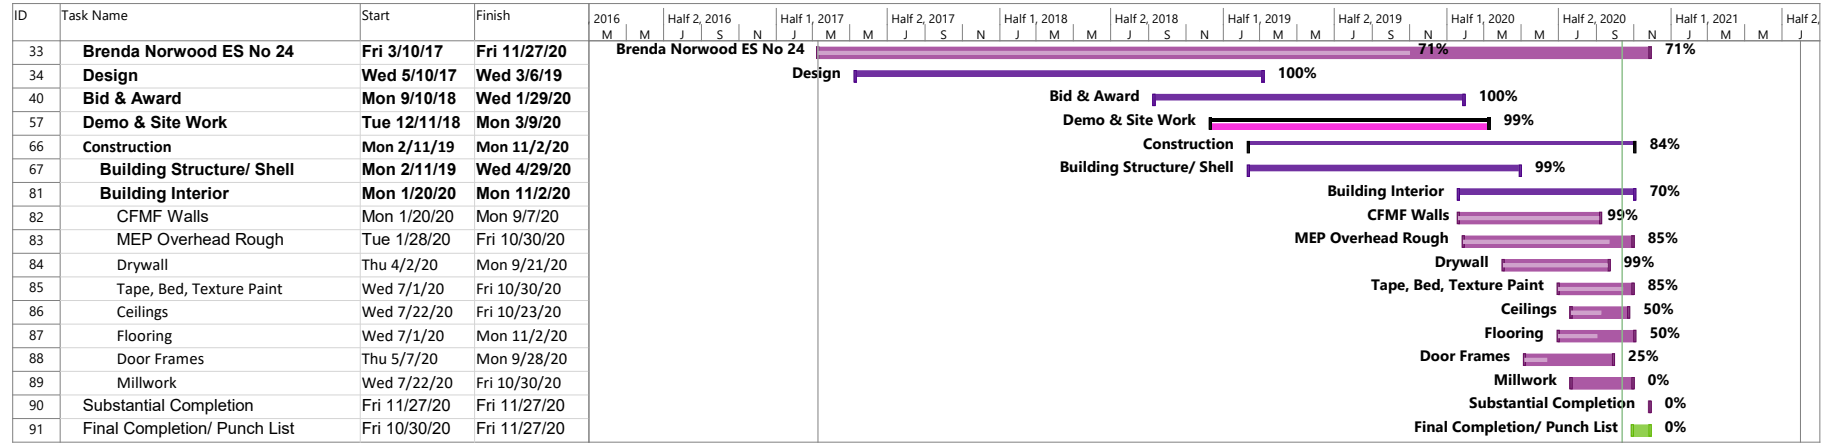 ID Task Name Start Finish 2016 Half 2, 2016 Half 1, 2017 Half 2, 2017 Half 1, 2018 Half 2, 2018 Half 1, 2019 Half 2, 2019 Half 1, 2020 Half 2, 2020 Half 1, 2021 Half 2,
M J S N J M M J S N J M M J S N J M M J S N J M M J S N J M M J
33 Brenda Norwood ES No 24 Fri 3/10/17 Fri 11/27/20 Brenda Norwood ES No 24 71% 71%
34 Design Wed 5/10/17 Wed 3/6/19 Design 100%
40 Bid & Award Mon 9/10/18 Wed 1/29/20 Bid & Award 100%
57 Demo & Site Work Tue 12/11/18 Mon 3/9/20 Demo & Site Work 99%
66 Construction Mon 2/11/19 Mon 11/2/20 Construction 84%
67 Building Structure/ Shell Mon 2/11/19 Wed 4/29/20 Building Structure/ Shell 99%
81 Building Interior Mon 1/20/20 Mon 11/2/20 Building Interior 70%
82 CFMF Walls Mon 1/20/20 Mon 9/7/20 CFMF Walls 99%
83 MEP Overhead Rough Tue 1/28/20 Fri 10/30/20 MEP Overhead Rough 85%
84 Drywall Thu 4/2/20 Mon 9/21/20 Drywall 99%
85 Tape, Bed, Texture Paint Wed 7/1/20 Fri 10/30/20 Tape, Bed, Texture Paint 85%
86 Ceilings Wed 7/22/20 Fri 10/23/20 Ceilings 50%
87 Flooring Wed 7/1/20 Mon 11/2/20 Flooring 50%
88 Door Frames Thu 5/7/20 Mon 9/28/20 Door Frames 25%
89 Millwork Wed 7/22/20 Fri 10/30/20 Millwork 0%
90 Substantial Completion Fri 11/27/20 Fri 11/27/20 Substantial Completion 0%
91 Final Completion/ Punch List Fri 10/30/20 Fri 11/27/20 Final Completion/ Punch List 0%